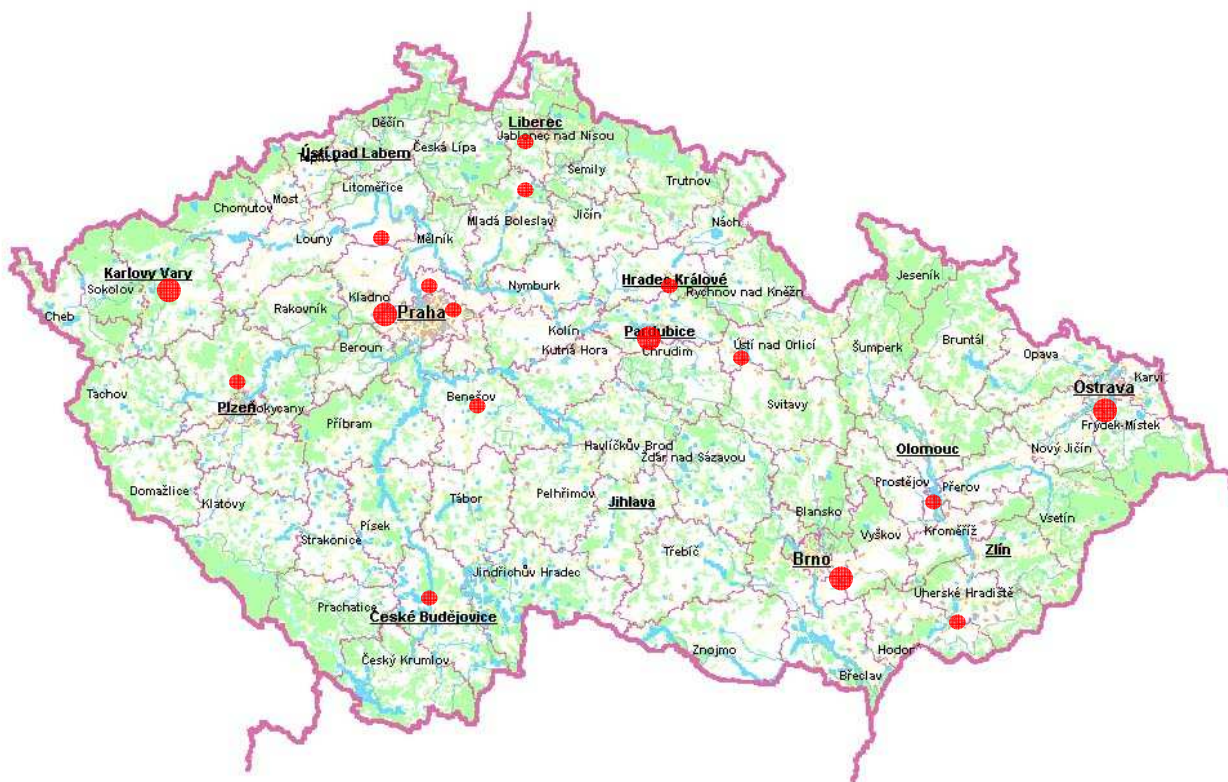 Liberec
Děčín
Jablonec nad Nisou
Ústí nad Labem
Česká Lípa
Semily
Trutnov
Litoměřice
Most
Chomutov
Mladá Boleslav
Jičín
Nách
Louny
Mělník
Karlovy Vary
Sokolov
Hradec Králové
Rychnov nad Kněžn
Jeseník
Nymburk
Kladno
Rakovník
Praha
Cheb
Kolín
Pardubice
Beroun
Kutná Hora
Chrudim
Ústí nad Orlicí
Šumperk
Bruntál
Opava
Karvi
Tachov
Ostrava
Benešov
Plzeň
okycany
Svitavy
Příbram
Frýdek-Místek
Havlíčkův Brod
Olomouc
Nový Jičín
Žďár nad Sázavou
Prostějov
Přerov
Domažlice
Klatovy
Tábor
Pelhřimov
Jihlava
Blansko
Vsetín
Písek
Strakonice
Vyškov
Kroměříž
Třebíč
Zlín
Brno
Jindřichův Hradec
Uherské Hradiště
Prachatice
České Budějovice
Znojmo
Hodor
Český Krumlov
Břeclav